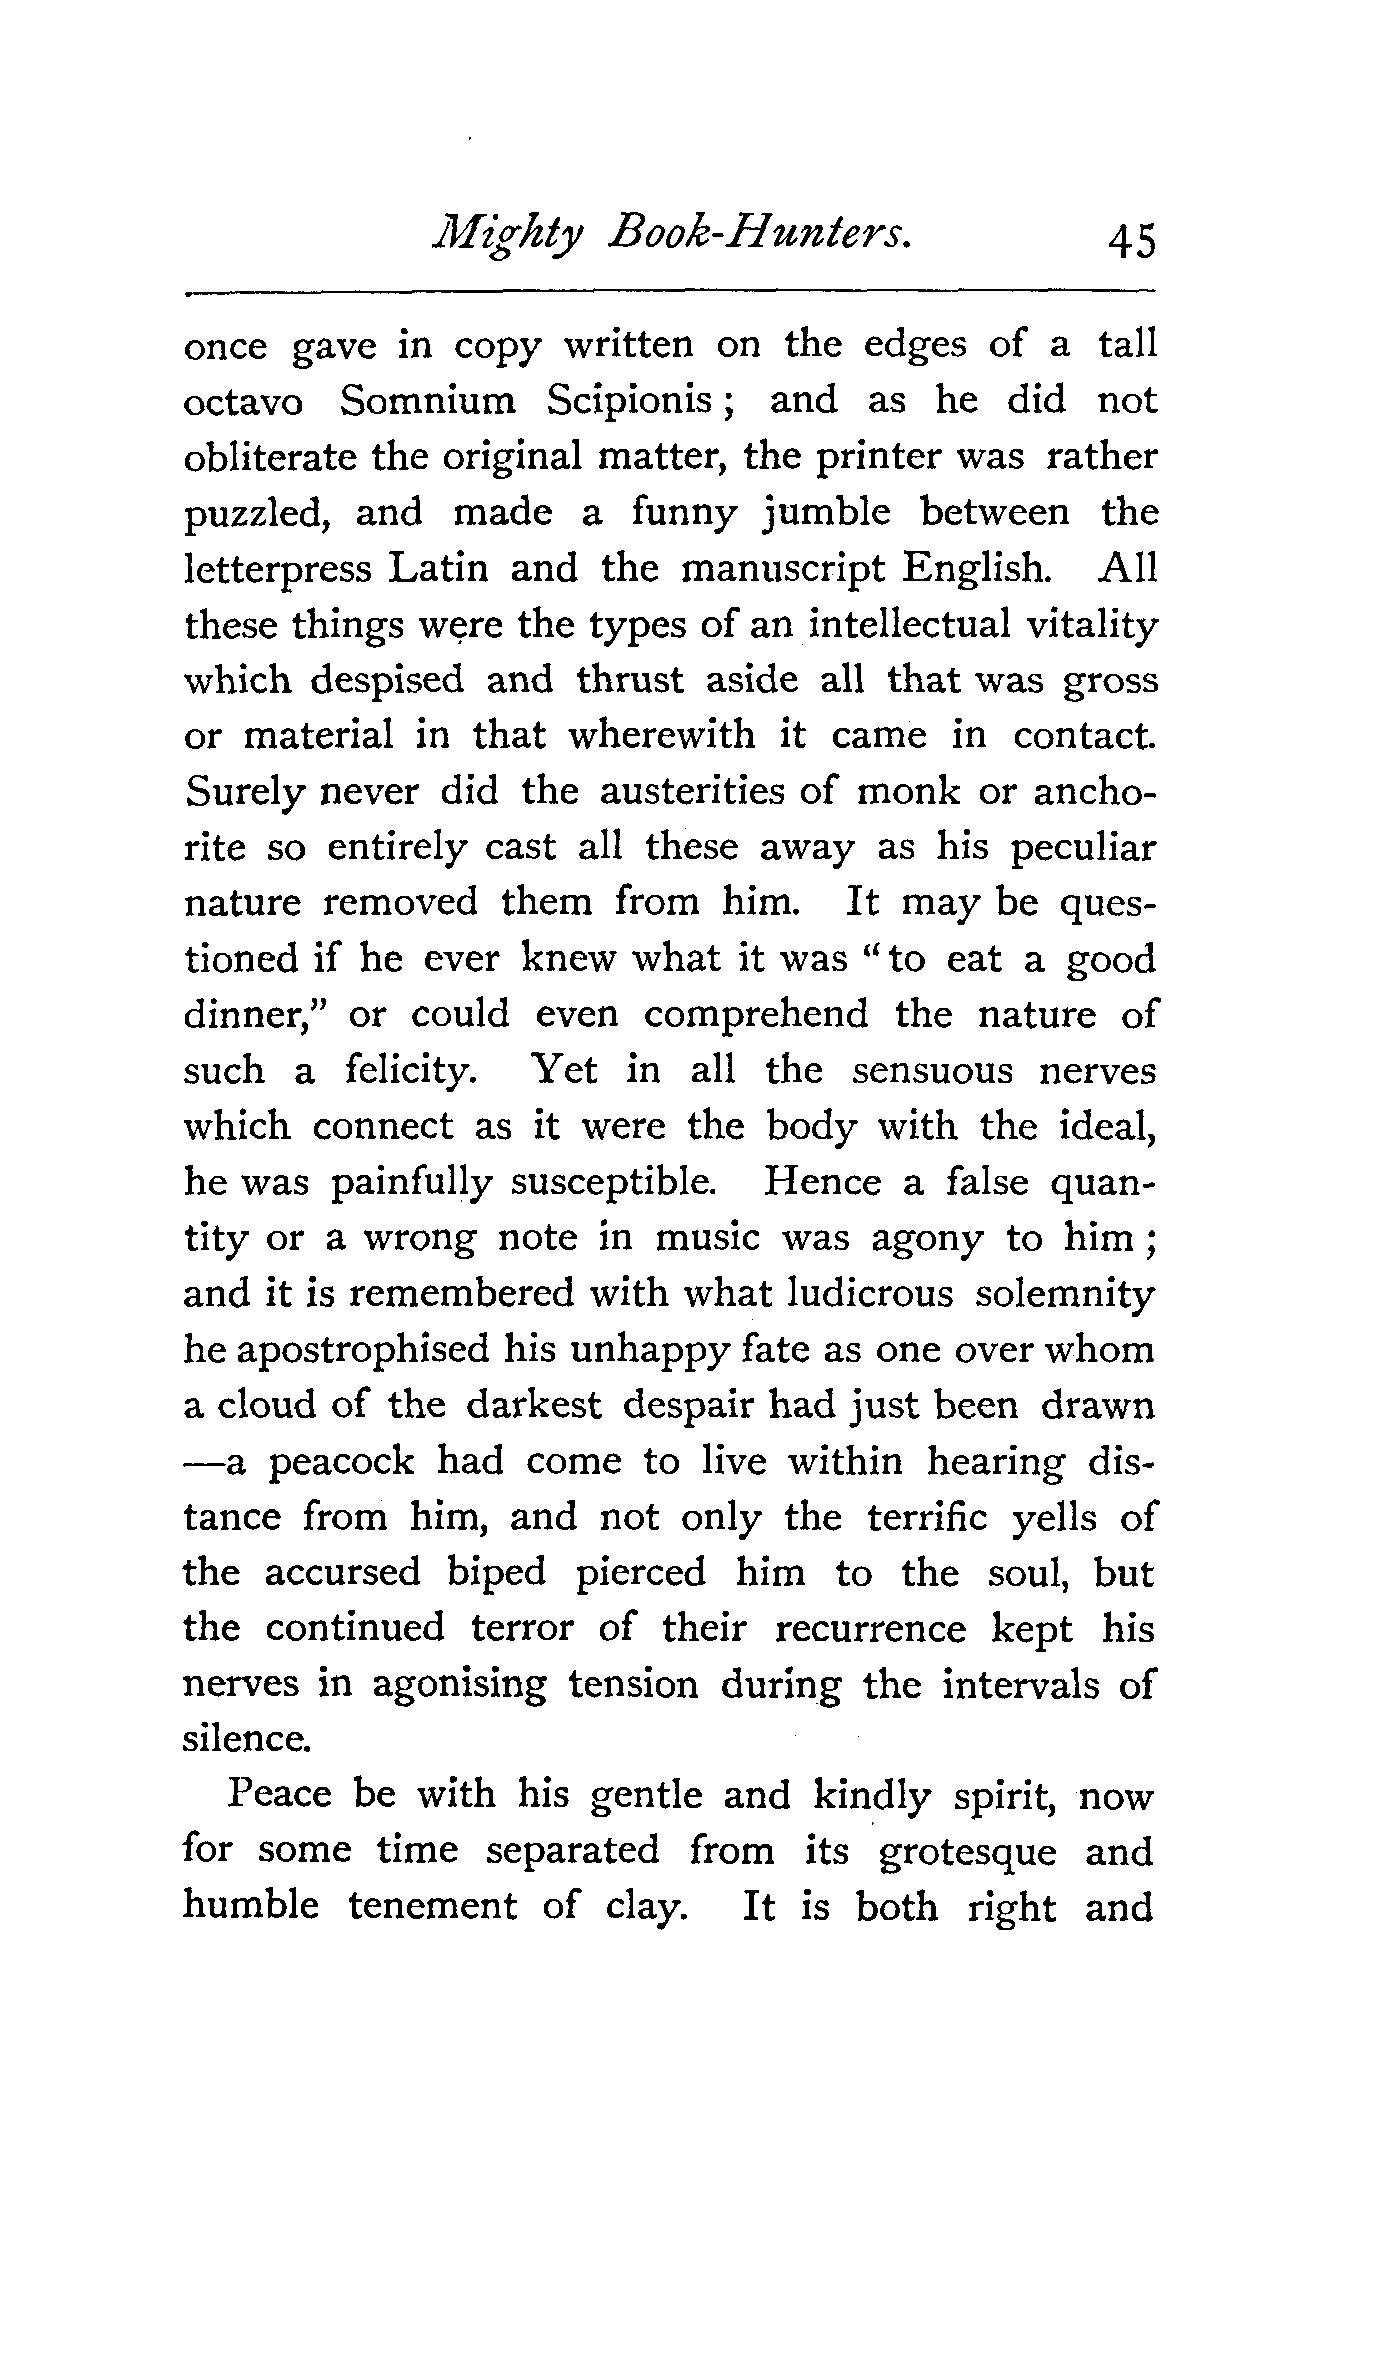 Mighty Book-Hunters. 45
once gave in copy written on the edges of a tall
octavo Somnium Scipionis ; and as he did not
obliterate the original matter, the printer was rather
puzzled, and made a funny jumble between the
letterpress Latin and the manuscript English. All
these things were the types of an intellectual vitality
which despised and thrust aside all that was gross
or material in that wherewith it came in contact.
Surely never did the austerities of monk or ancho-
rite so entirely cast all these away as his peculiar
nature removed them from him. It may be ques-
tioned if he ever knew what it was “to eat a good
dinner,” or could even comprehend the nature of
such a felicity. Yet in all the sensuous nerves
which connect as it were the body with the ideal,
he was painfully susceptible. Hence a false quan-
tity or a wrong note in music was agony to him ;
and it is remembered with what ludicrous solemnity
he apostrophised his unhappy fate as one over whom
a cloud of the darkest despair had just been drawn
—a peacock had come to live within hearing dis-
tance from him, and not only the terrific yells of
the accursed biped pierced him to the soul, but
the continued terror of their recurrence kept his
nerves in agonising tension during the intervals of
silence.
Peace be with his gentle and kindly spirit, now
for some time separated from its grotesque and
humble tenement of clay. It is both right and